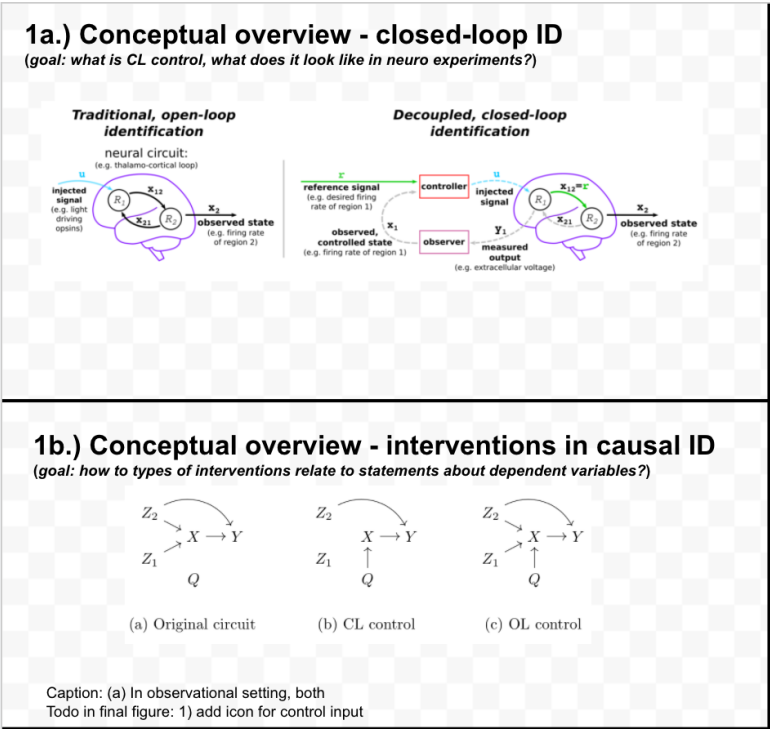 1a.) Conceptual overview - closed-loop ID
(goal: what is CL control, what does it look like in neuro experiments?)
Traditional, open-loop
identification
neural circuit:
(e.g. thalamo-cortical loop)
u
injected
signal
(e.g. light
driving
opsins)
R₁
x₁₂
x₂₁
R₂
x₂
observed state
(e.g. firing rate
of region 2)
Decoupled, closed-loop
identification
r
reference signal
(e.g. desired firing
rate of region 1)
controller
u
injected
signal
x₁
observed,
controlled state
(e.g. firing rate of region 1)
observer
y₁
measured
output
(e.g. extracellular voltage)
R₁
x₁₂=r
x₂₁
R₂
x₂
observed state
(e.g. firing rate
of region 2)
1b.) Conceptual overview - interventions in causal ID
(goal: how to types of interventions relate to statements about dependent variables?)
Z₂
X → Y
Z₁
Q
(a) Original circuit
Z₂
X → Y
Z₁
Q
(b) CL control
Z₂
X → Y
Z₁
Q
(c) OL control
Caption: (a) In observational setting, both
Todo in final figure: 1) add icon for control input